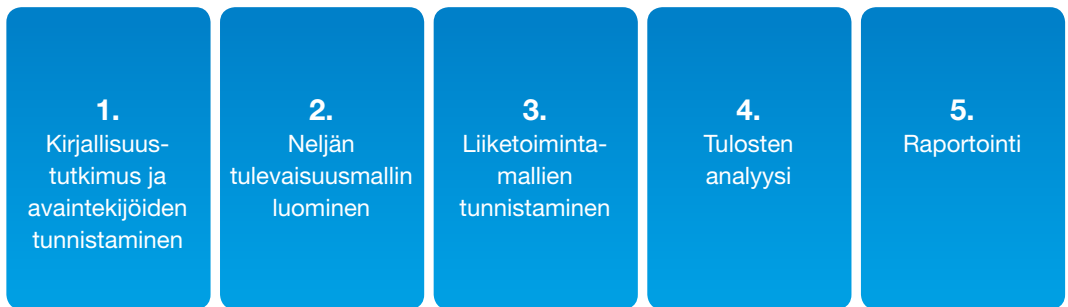 1.
Kirjallisuus-
tutkimus ja
avaintekijöiden
tunnistaminen
2.
Neljän
tulevaisuusmallin
luominen
3.
Liiketoiminta-
mallien
tunnistaminen
4.
Tulosten
analyysi
5.
Raportointi